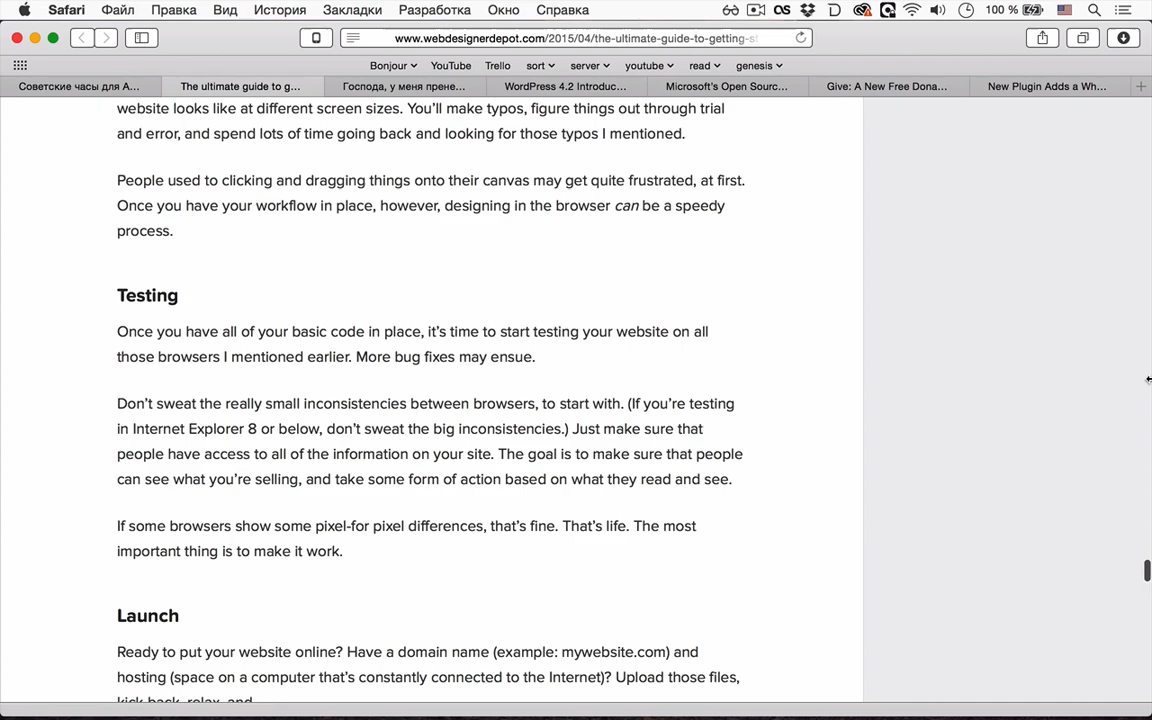 Safari Файл Правка Вид История Закладки Разработка Окно Справка 100 %
www.webdesignerdepot.com/2015/04/the-ultimate-guide-to-getting-s
Bonjour YouTube Trello sort server youtube read genesis
Советские часы для А... The ultimate guide to g... Господа, у меня прене... WordPress 4.2 Introduc... Microsoft's Open Sourc... Give: A New Free Dona... New Plugin Adds a Wh...
website looks like at different screen sizes. You'll make typos, figure things out through trial
and error, and spend lots of time going back and looking for those typos I mentioned.
People used to clicking and dragging things onto their canvas may get quite frustrated, at first.
Once you have your workflow in place, however, designing in the browser can be a speedy
process.
Testing
Once you have all of your basic code in place, it's time to start testing your website on all
those browsers I mentioned earlier. More bug fixes may ensue.
Don't sweat the really small inconsistencies between browsers, to start with. (If you're testing
in Internet Explorer 8 or below, don't sweat the big inconsistencies.) Just make sure that
people have access to all of the information on your site. The goal is to make sure that people
can see what you're selling, and take some form of action based on what they read and see.
If some browsers show some pixel-for pixel differences, that's fine. That's life. The most
important thing is to make it work.
Launch
Ready to put your website online? Have a domain name (example: mywebsite.com) and
hosting (space on a computer that's constantly connected to the Internet)? Upload those files,
kick back, relax, and